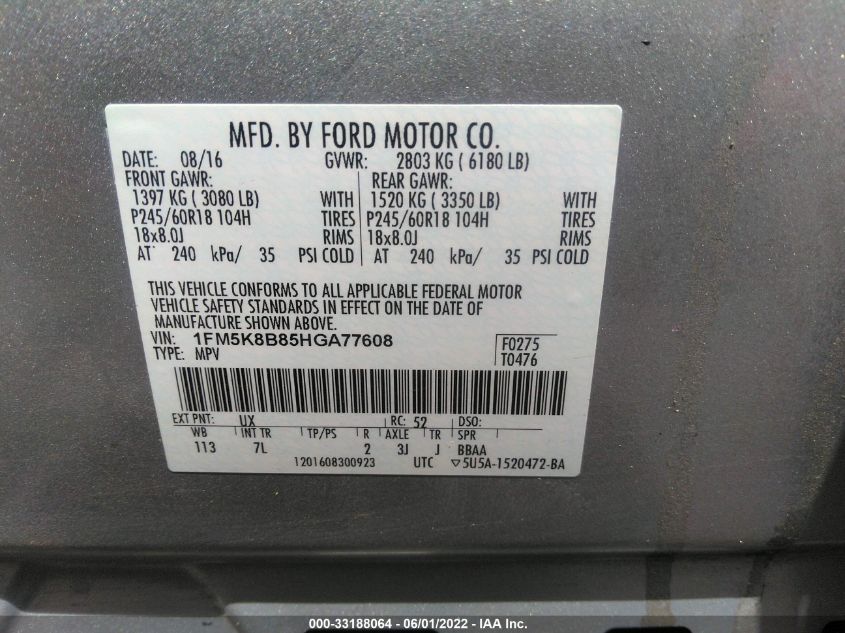 MFD. BY FORD MOTOR CO.
DATE: 08/16 GVWR: 2803 KG ( 6180 LB)
FRONT GAWR: REAR GAWR:
1397 KG ( 3080 LB) WITH 1520 KG ( 3350 LB) WITH
P245/60R18 104H TIRES P245/60R18 104H TIRES
18x8.0J RIMS 18x8.0J RIMS
AT 240 kPa/ 35 PSI COLD AT 240 kPa/ 35 PSI COLD
THIS VEHICLE CONFORMS TO ALL APPLICABLE FEDERAL MOTOR
VEHICLE SAFETY STANDARDS IN EFFECT ON THE DATE OF
MANUFACTURE SHOWN ABOVE.
VIN: 1FM5K8B85HGA77608 F0275
TYPE: MPV T0476
EXT PNT: UX RC: 52 DSO:
WB INT TR TP/PS R AXLE TR SPR
113 7L 2 3J J BBAA
1201608300923 UTC ▽5U5A-1520472-BA
000-33188064 - 06/01/2022 - IAA Inc.